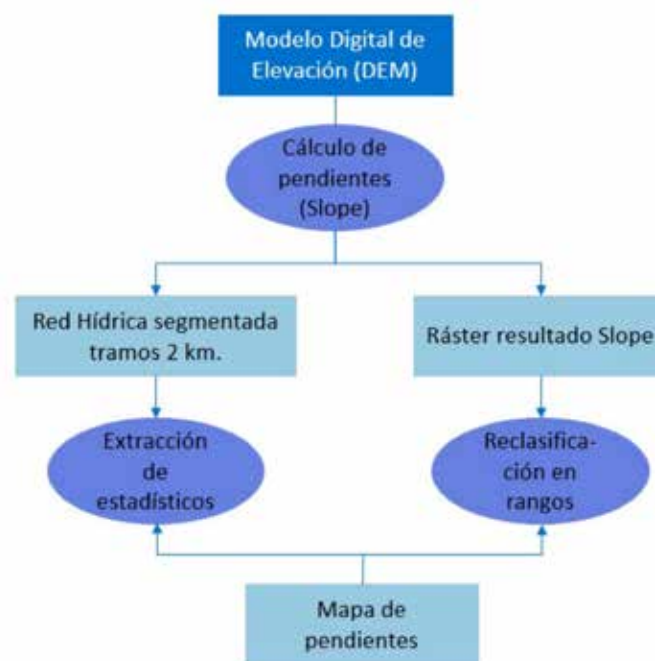 Modelo Digital de
Elevación (DEM)
Cálculo de
pendientes
(Slope)
Red Hídrica segmentada
tramos 2 km.
Ráster resultado Slope
Extracción
de
estadísticos
Reclasifica-
ción en
rangos
Mapa de
pendientes